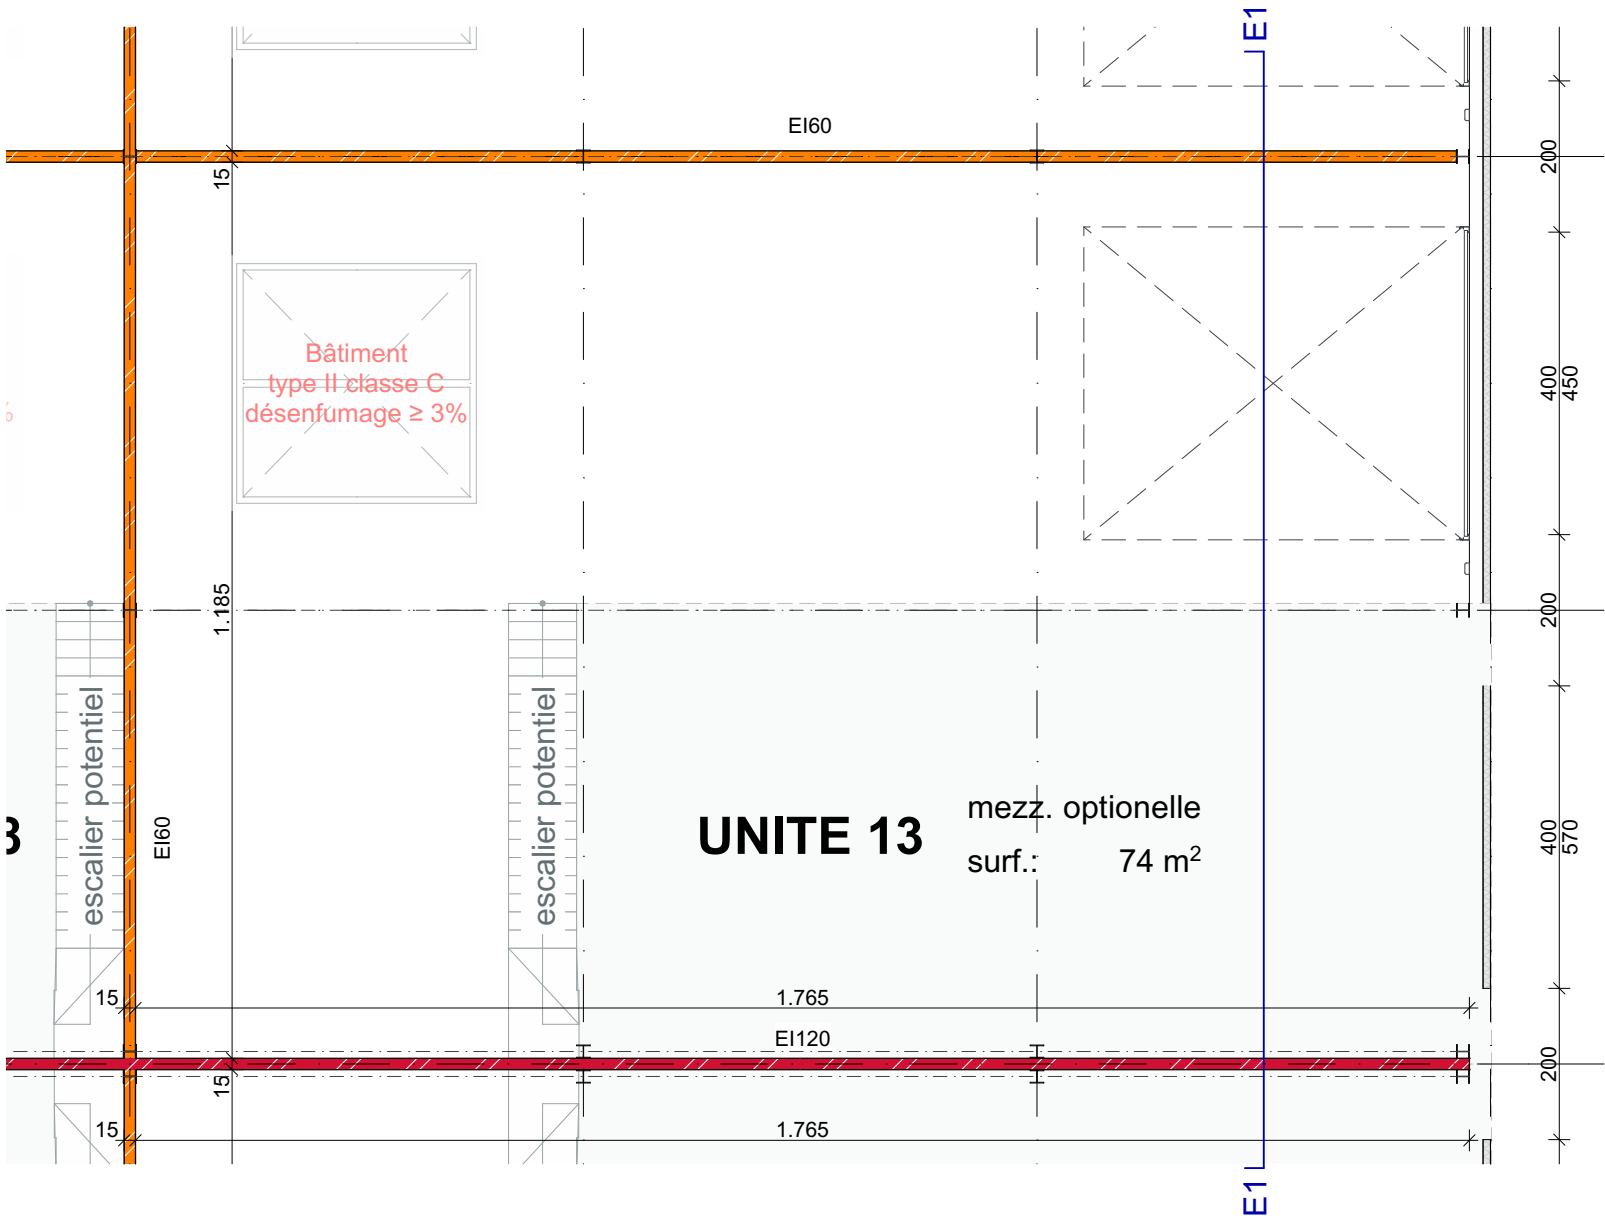 E1
EI60
15
200
Bâtiment
type II classe C
désenfumage ≥ 3%
%
400
450
1.185
200
escalier potentiel
escalier potentiel
EI60
3
UNITE 13
mezz. optionelle
surf.: 74 m²
400
570
15
1.765
EI120
15
200
15
1.765
E1